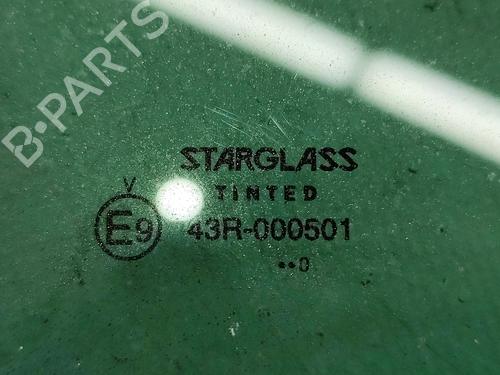 B-PARTS
STARGLASS
TINTED
V
E9
43R-000501
••0